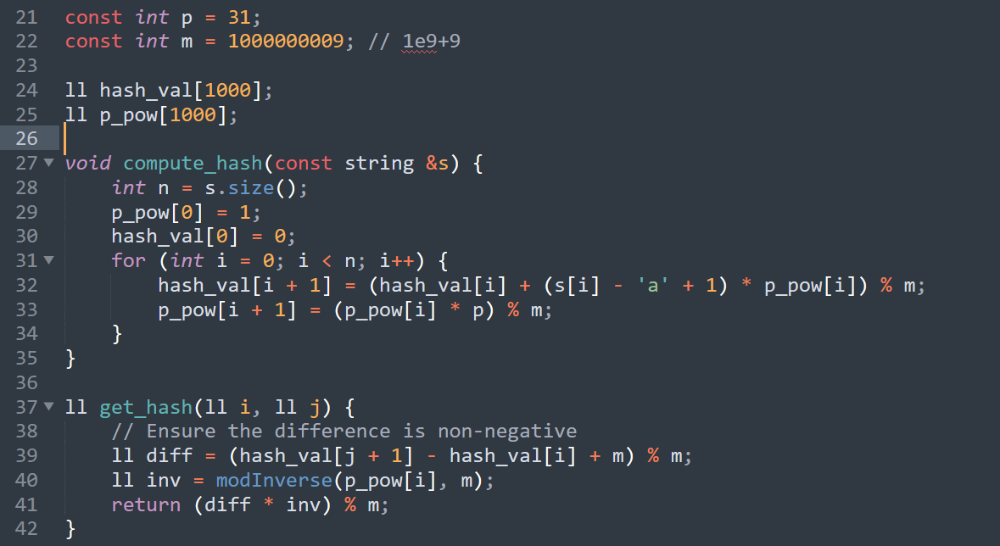 21 const int p = 31;
22 const int m = 1000000009; // 1e9+9
23
24 ll hash_val[1000];
25 ll p_pow[1000];
26
27 void compute_hash(const string &s) {
28     int n = s.size();
29     p_pow[0] = 1;
30     hash_val[0] = 0;
31     for (int i = 0; i < n; i++) {
32         hash_val[i + 1] = (hash_val[i] + (s[i] - 'a' + 1) * p_pow[i]) % m;
33         p_pow[i + 1] = (p_pow[i] * p) % m;
34     }
35 }
36
37 ll get_hash(ll i, ll j) {
38     // Ensure the difference is non-negative
39     ll diff = (hash_val[j + 1] - hash_val[i] + m) % m;
40     ll inv = modInverse(p_pow[i], m);
41     return (diff * inv) % m;
42 }